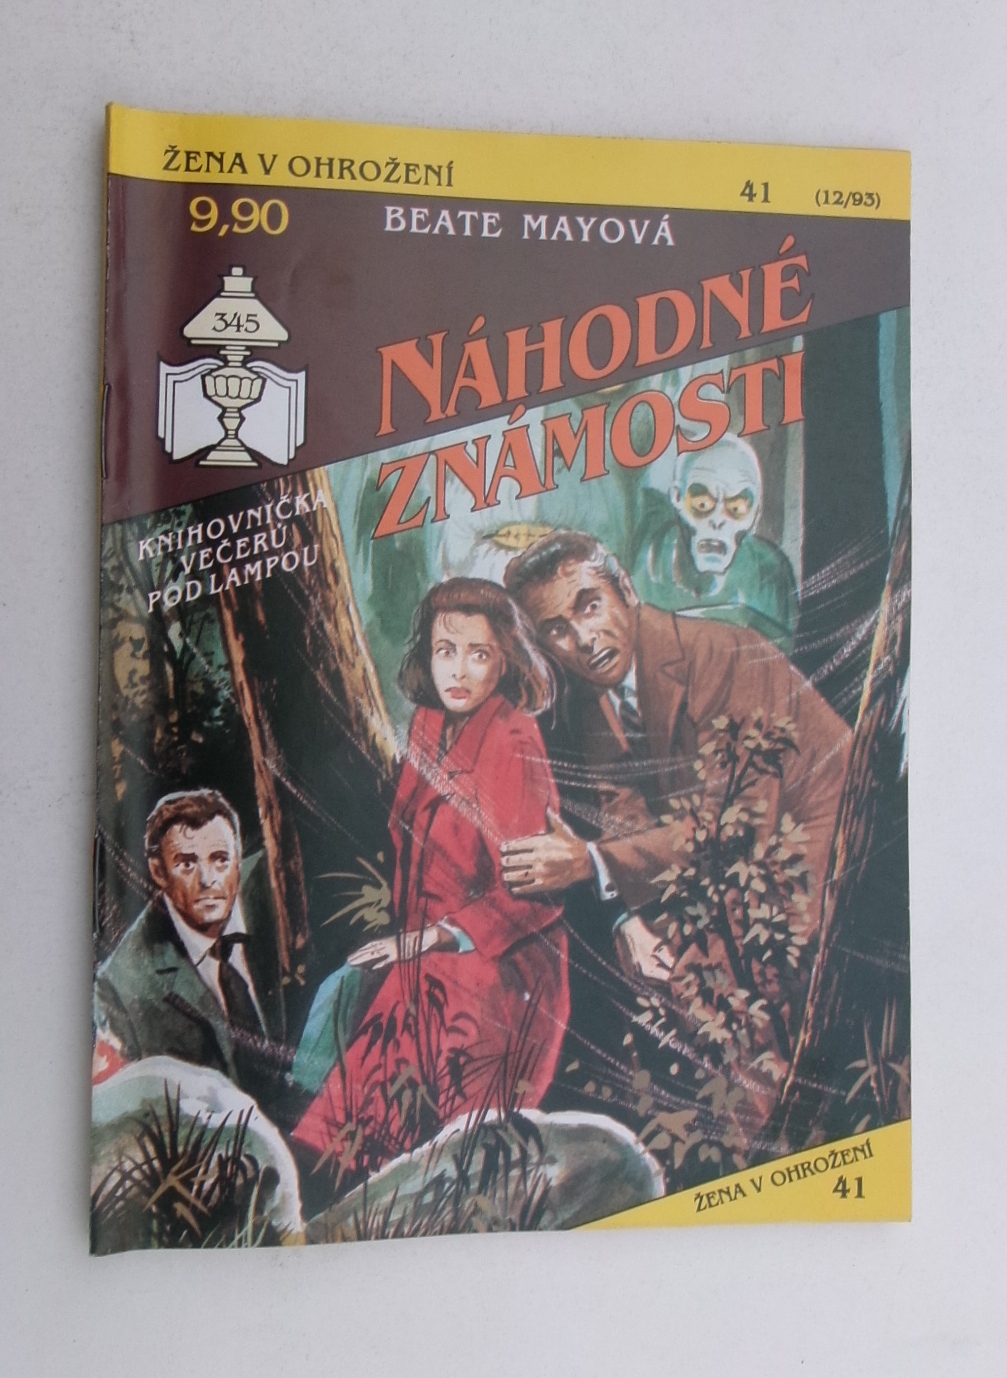 ŽENA V OHROŽENÍ
41 (12/93)
9,90
BEATE MAYOVÁ
345
NÁHODNÉ
ZNÁMOSTI
KNIHOVNIČKA
VEČERŮ
POD LAMPOU
ŽENA V OHROŽENÍ
41